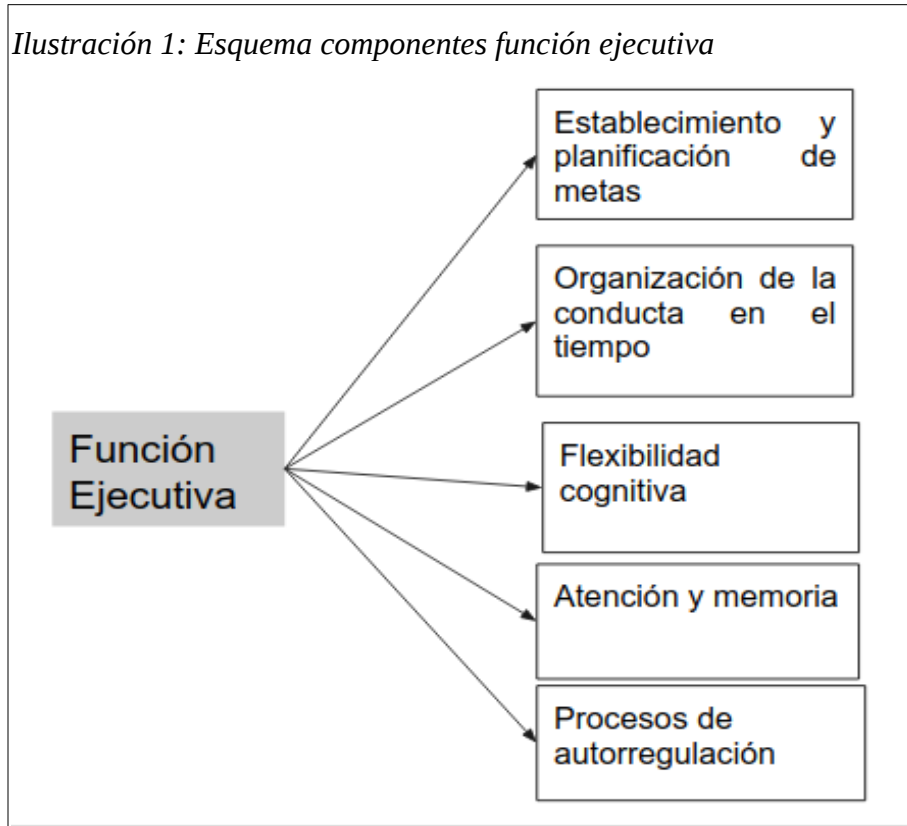 Ilustración 1: Esquema componentes función ejecutiva
Establecimiento y
planificación de
metas
Organización de la
conducta en el
tiempo
Función
Ejecutiva
Flexibilidad
cognitiva
Atención y memoria
Procesos de
autorregulación